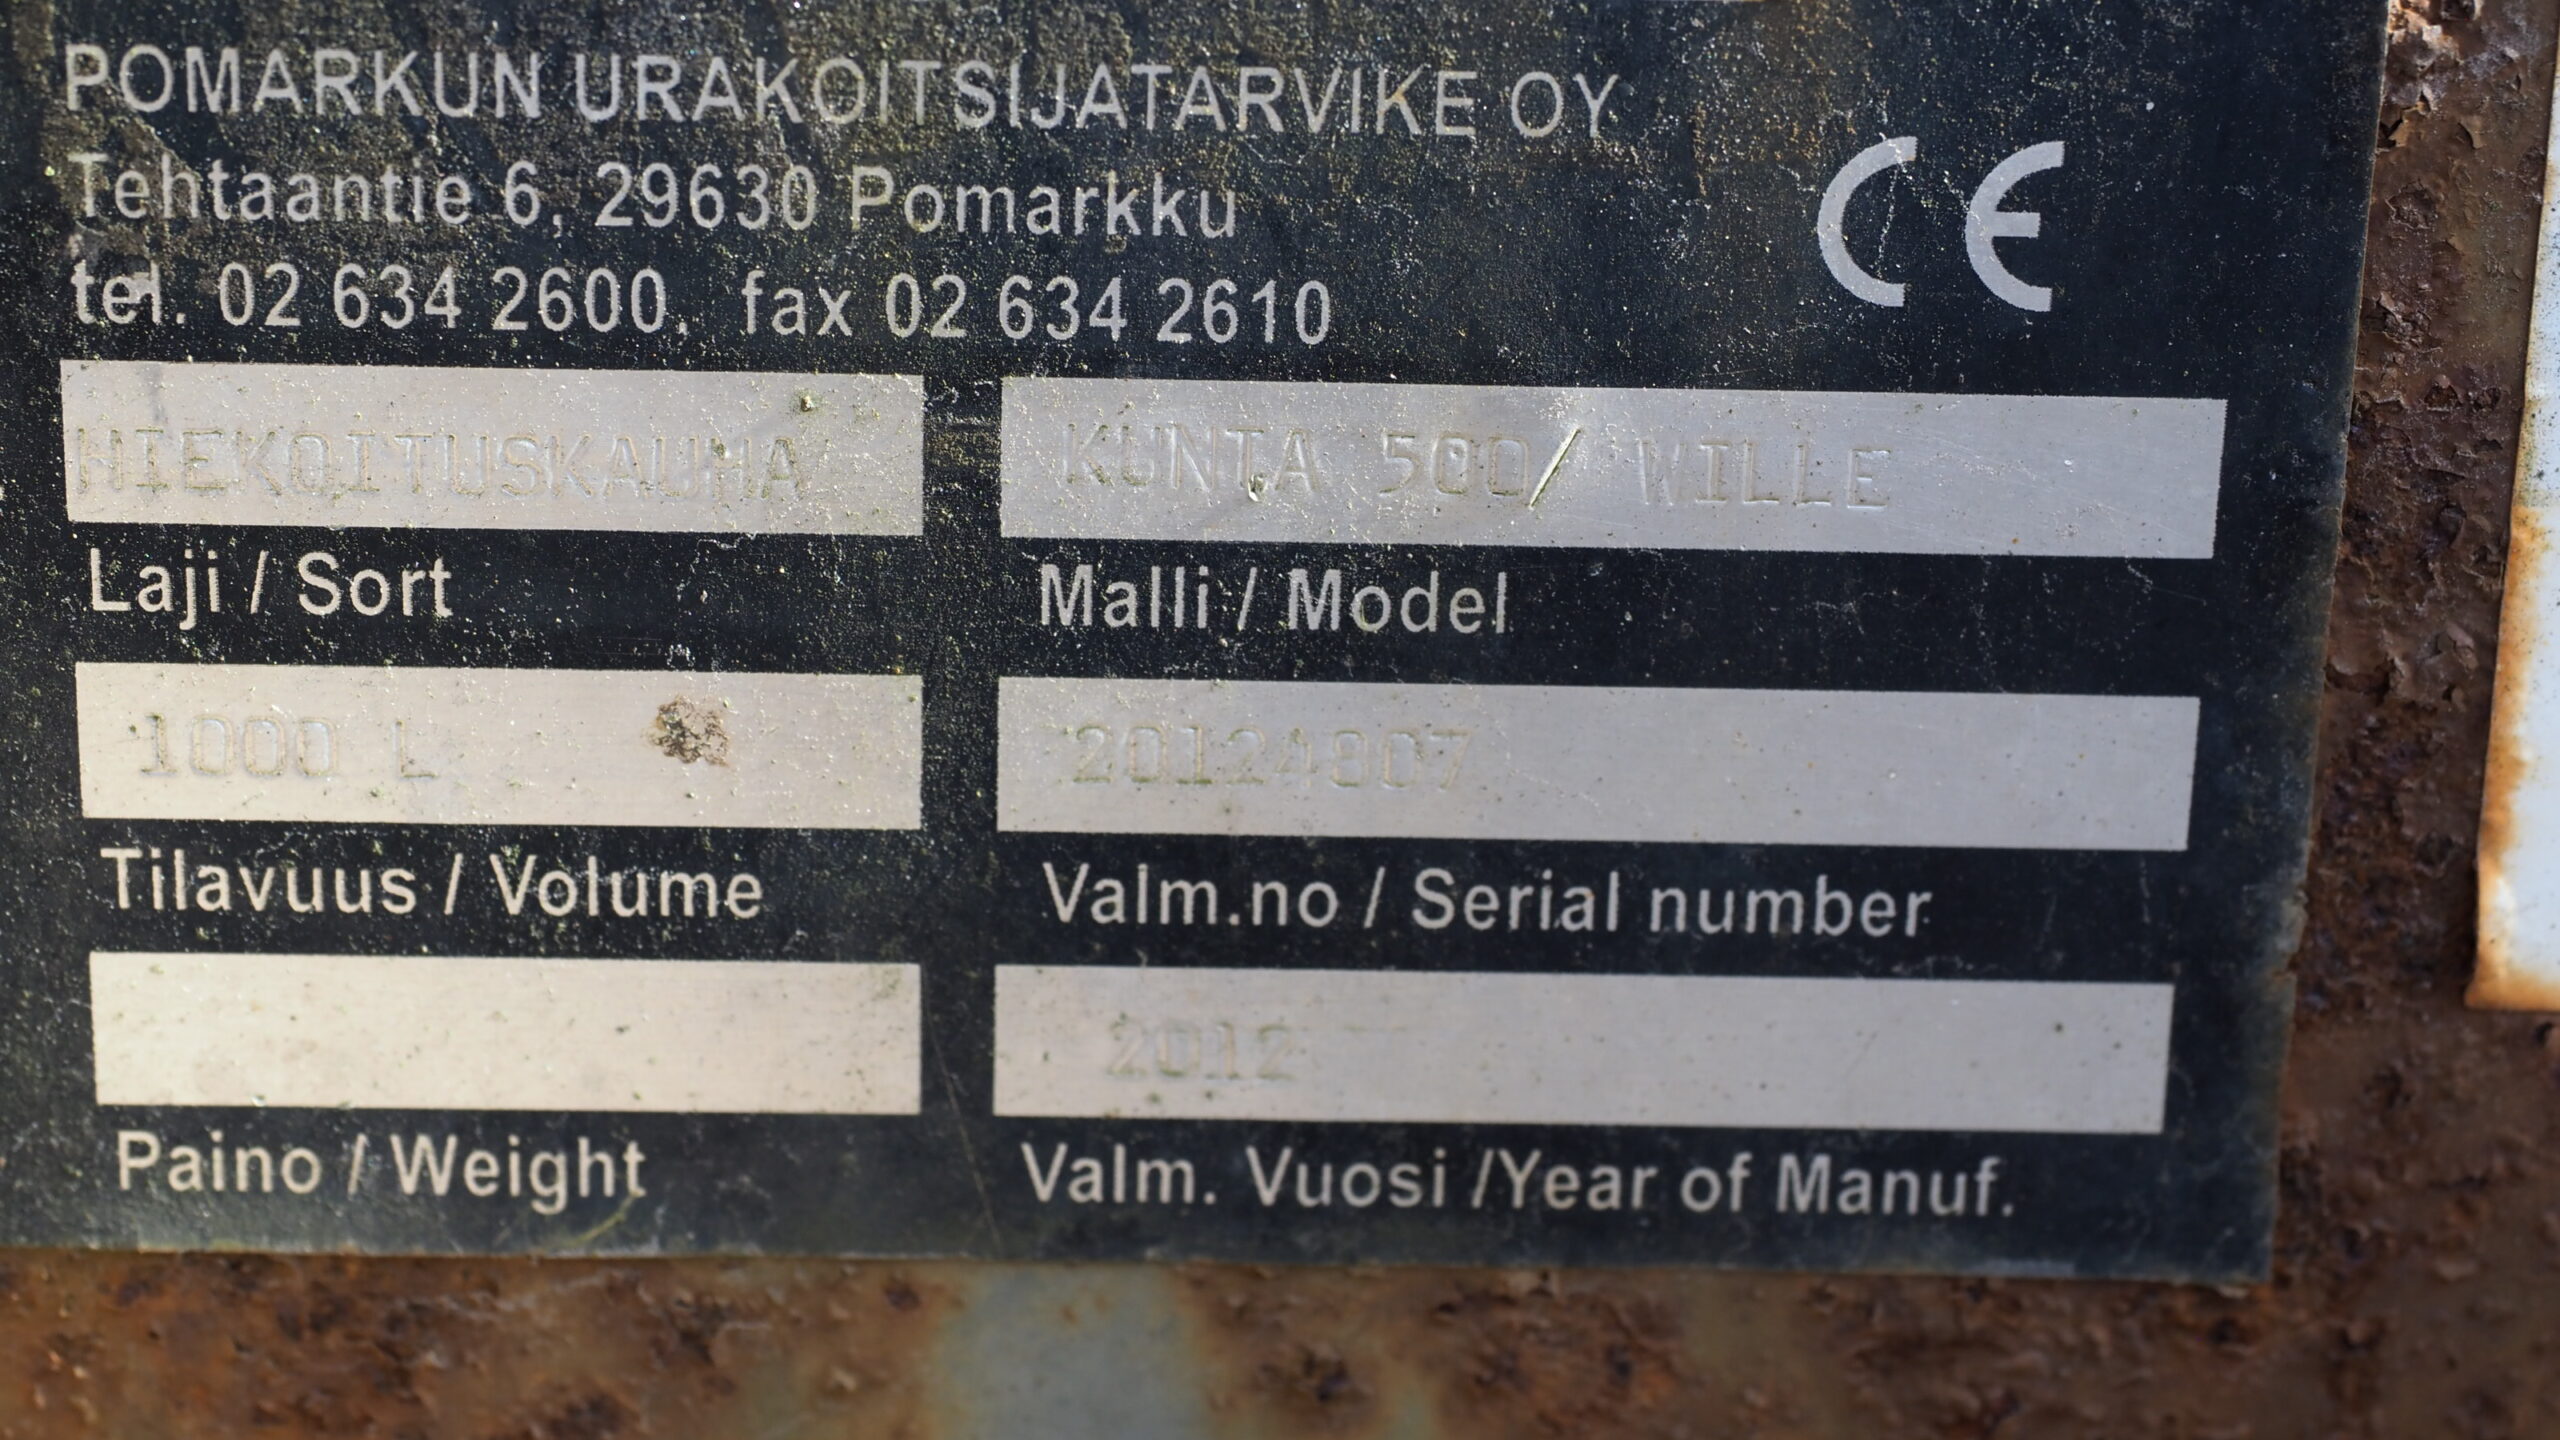 POMARKUN URAKOITSIJATARVIKE OY
Tehtaantie 6, 29630 Pomarkku
tel. 02 634 2600, fax 02 634 2610
CE
HIEKOITUSKAUHA
Laji / Sort
KUNTA 500/ WILLE
Malli / Model
1000 L
Tilavuus / Volume
20124807
Valm.no / Serial number
Paino / Weight
2012
Valm. Vuosi /Year of Manuf.